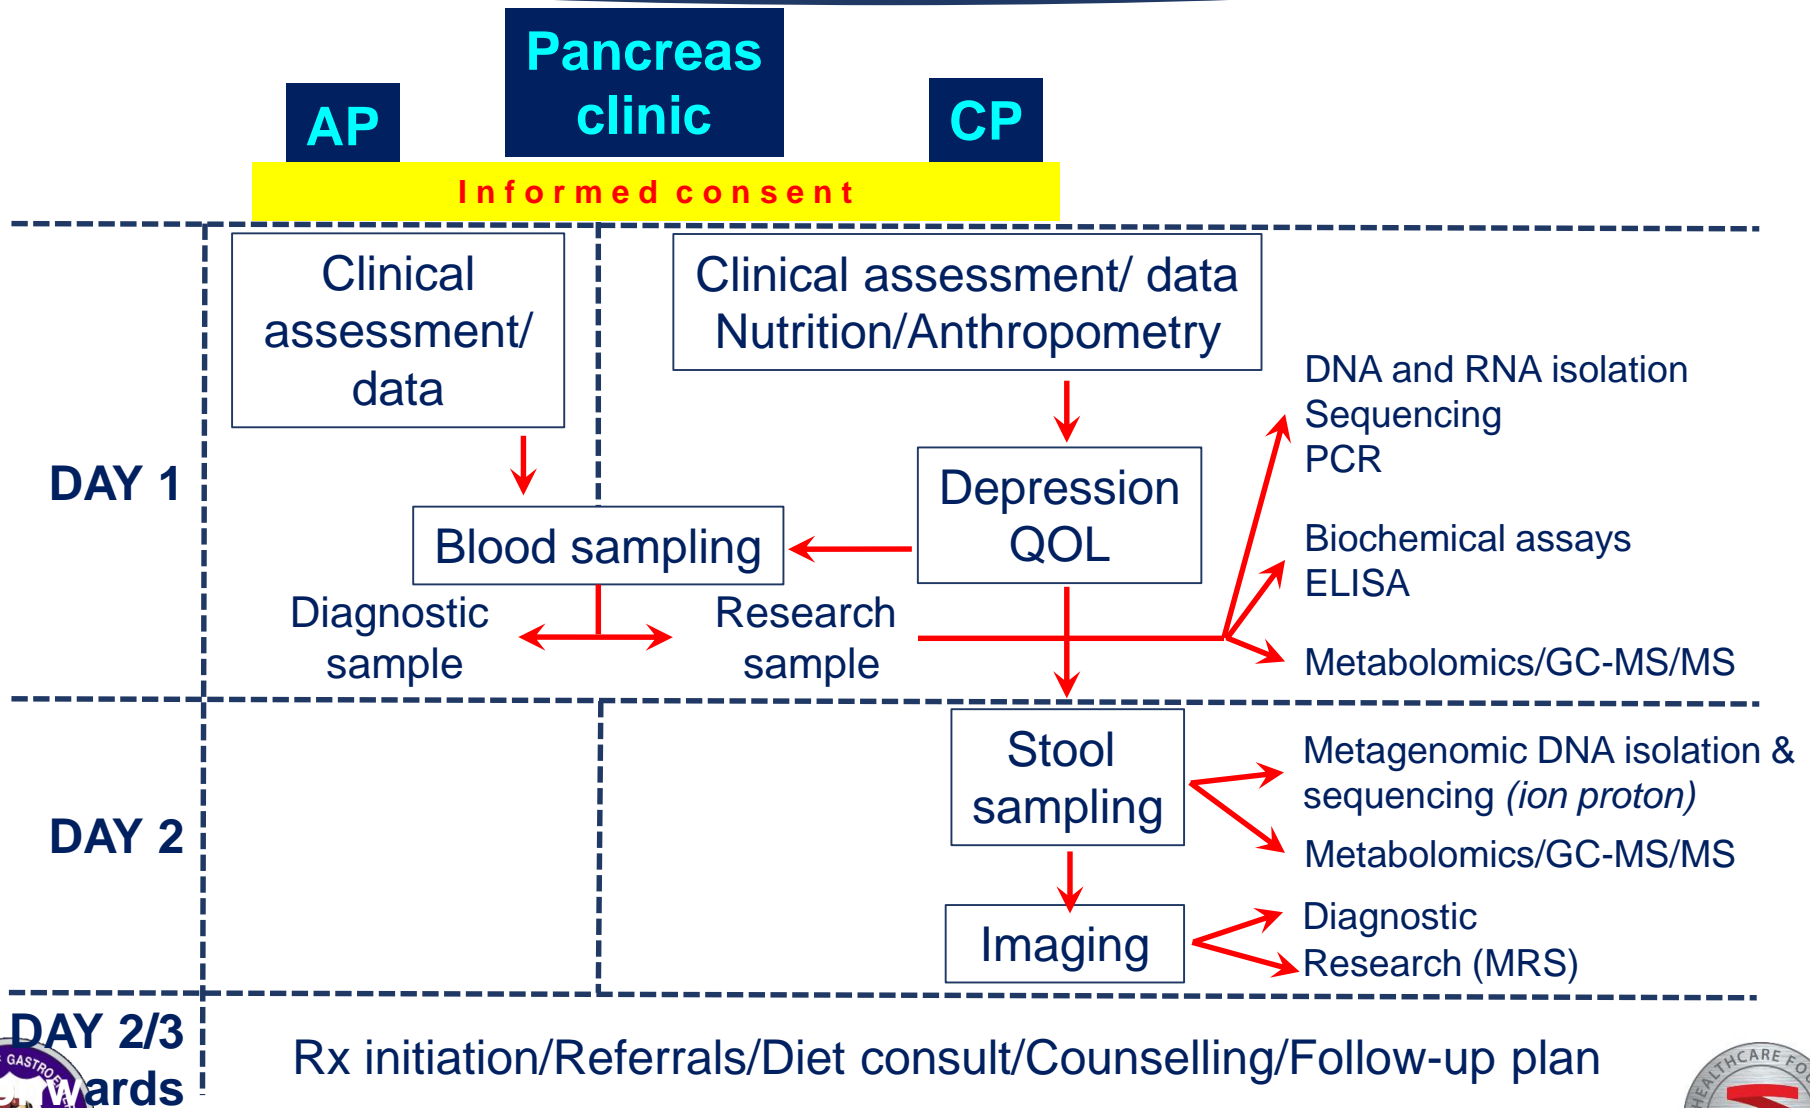 Pancreas
clinic
AP
CP
Informed consent
Clinical
assessment/
data
Clinical assessment/ data
Nutrition/Anthropometry
DNA and RNA isolation
Sequencing
PCR
DAY 1
Depression
QOL
Blood sampling
Biochemical assays
ELISA
Diagnostic
sample
Research
sample
Metabolomics/GC-MS/MS
Stool
sampling
Metagenomic DNA isolation &
sequencing (ion proton)
DAY 2
Metabolomics/GC-MS/MS
Imaging
Diagnostic
Research (MRS)
DAY 2/3
Rx initiation/Referrals/Diet consult/Counselling/Follow-up plan